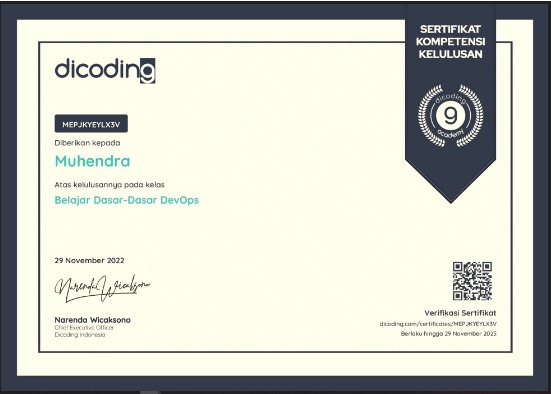 SERTIFIKAT
KOMPETENSI
KELULUSAN
dicoding
dicoding
9
academy
MEPJKYEYLX3V
Diberikan kepada
Muhendra
Atas kelulusannya pada kelas
Belajar Dasar-Dasar DevOps
29 November 2022
Narenda Wicaksono
Narenda Wicaksono
Chief Executive Officer
Dicoding Indonesia
Verifikasi Sertifikat
dicoding.com/certificates/MEPJKYEYLX3V
Berlaku hingga 29 November 2025